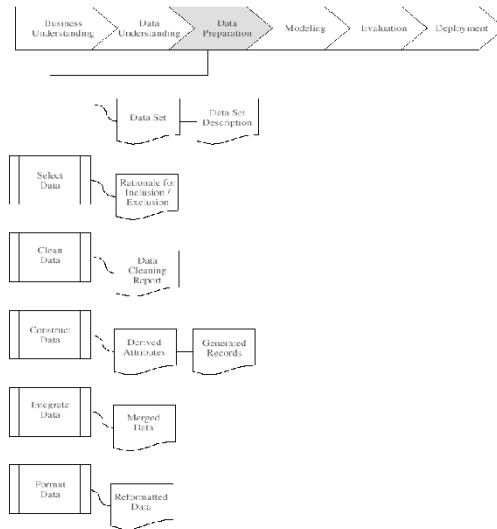 Business
Understanding
Data
Understanding
Data
Preparation
Modeling
Evaluation
Deployment
Data Set
Data Set
Description
Select
Data
Rationale for
Inclusion /
Exclusion
Clean
Data
Data
Cleaning
Report
Construct
Data
Derived
Attributes
Generated
Records
Integrate
Data
Merged
Data
Format
Data
Reformatted
Data